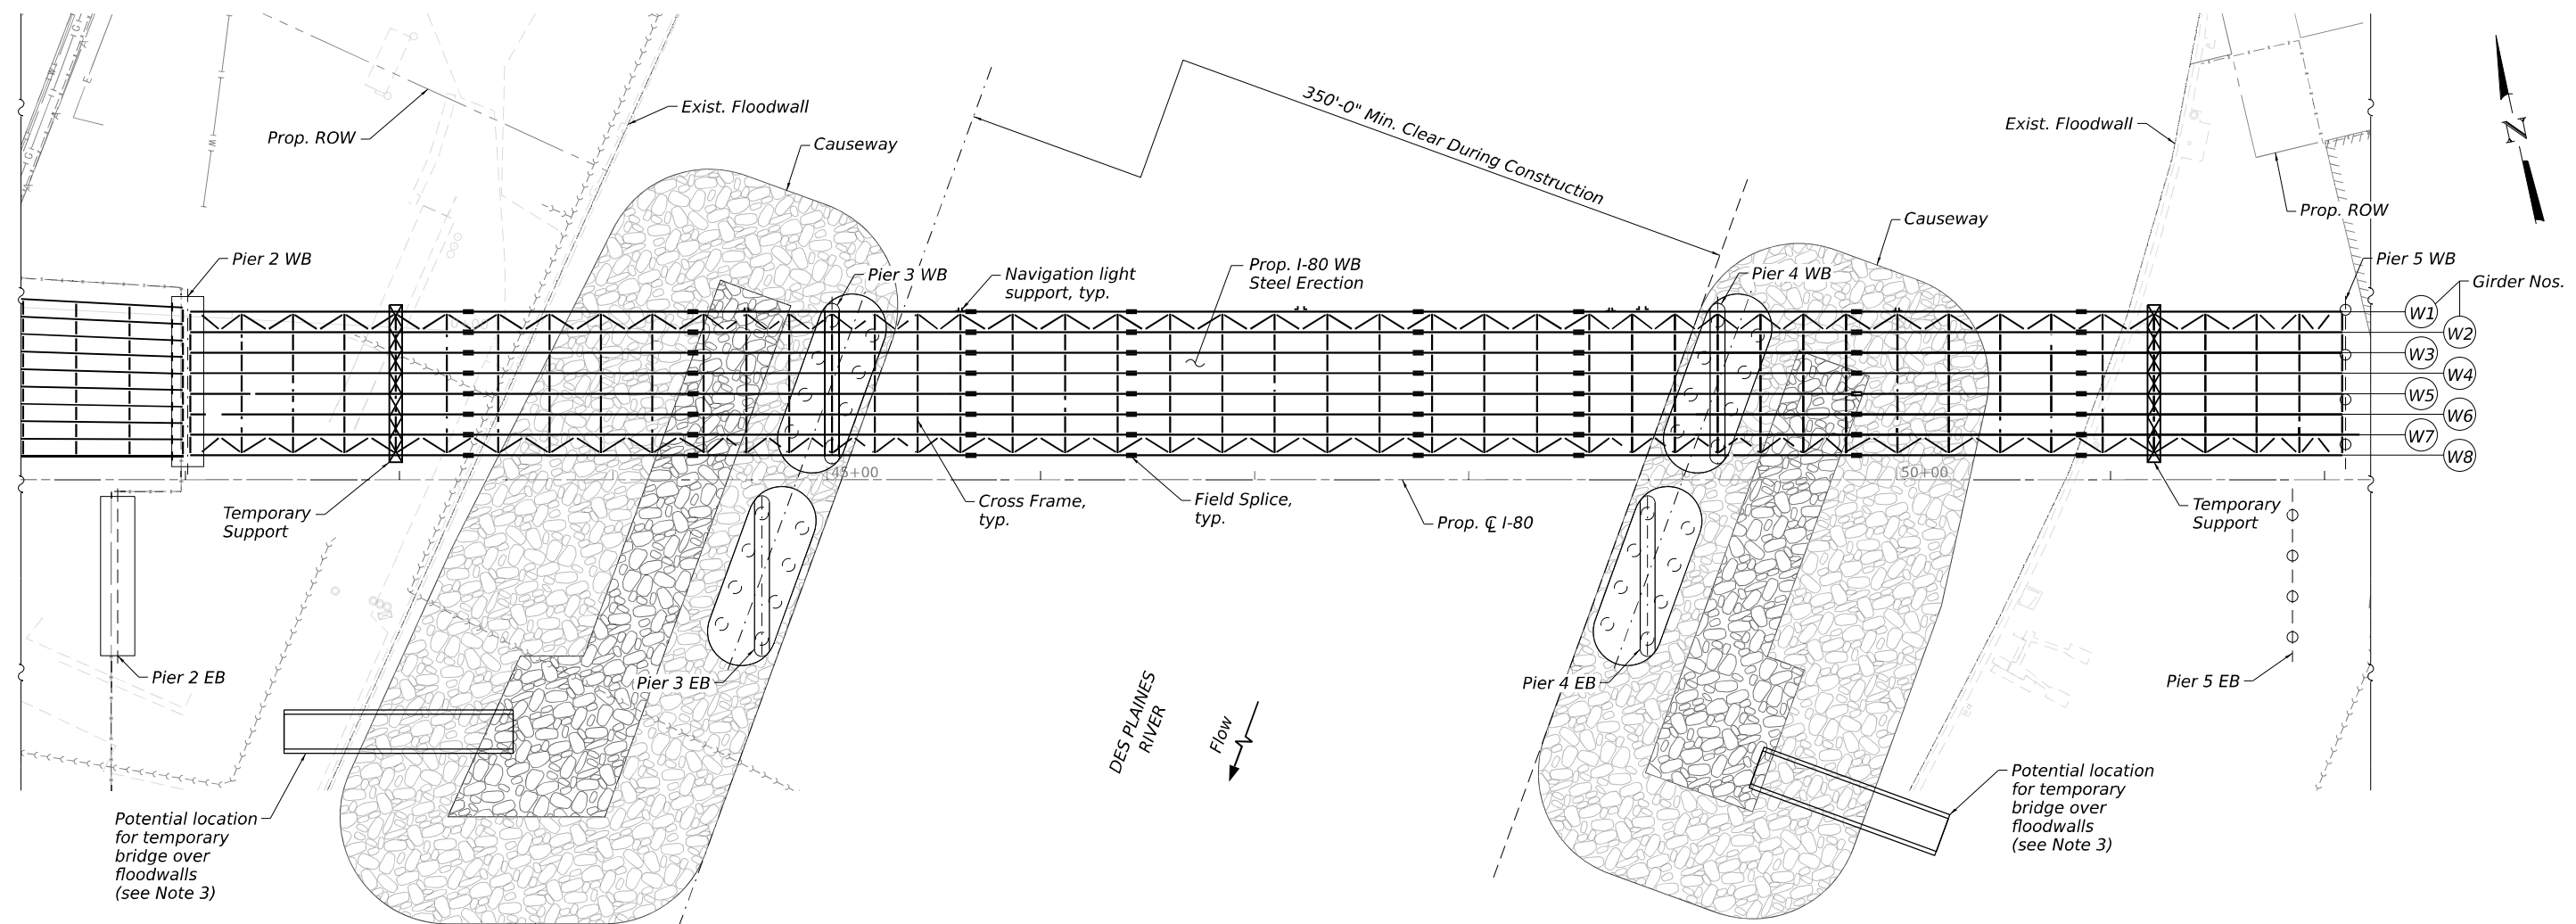 Prop. ROW
Exist. Floodwall
Causeway
350'-0" Min. Clear During Construction
Exist. Floodwall
Causeway
Prop. ROW
N
Pier 2 WB
Pier 3 WB
Navigation light
support, typ.
Prop. I-80 WB
Steel Erection
Pier 4 WB
Pier 5 WB
Girder Nos.
W1
W2
W3
W4
W5
W6
W7
W8
45+00
50+00
Temporary
Support
Cross Frame,
typ.
Field Splice,
typ.
Prop. ℄ I-80
Temporary
Support
Pier 2 EB
Pier 3 EB
Pier 4 EB
Pier 5 EB
DES PLAINES
RIVER
Flow
Potential location
for temporary
bridge over
floodwalls
(see Note 3)
Potential location
for temporary
bridge over
floodwalls
(see Note 3)